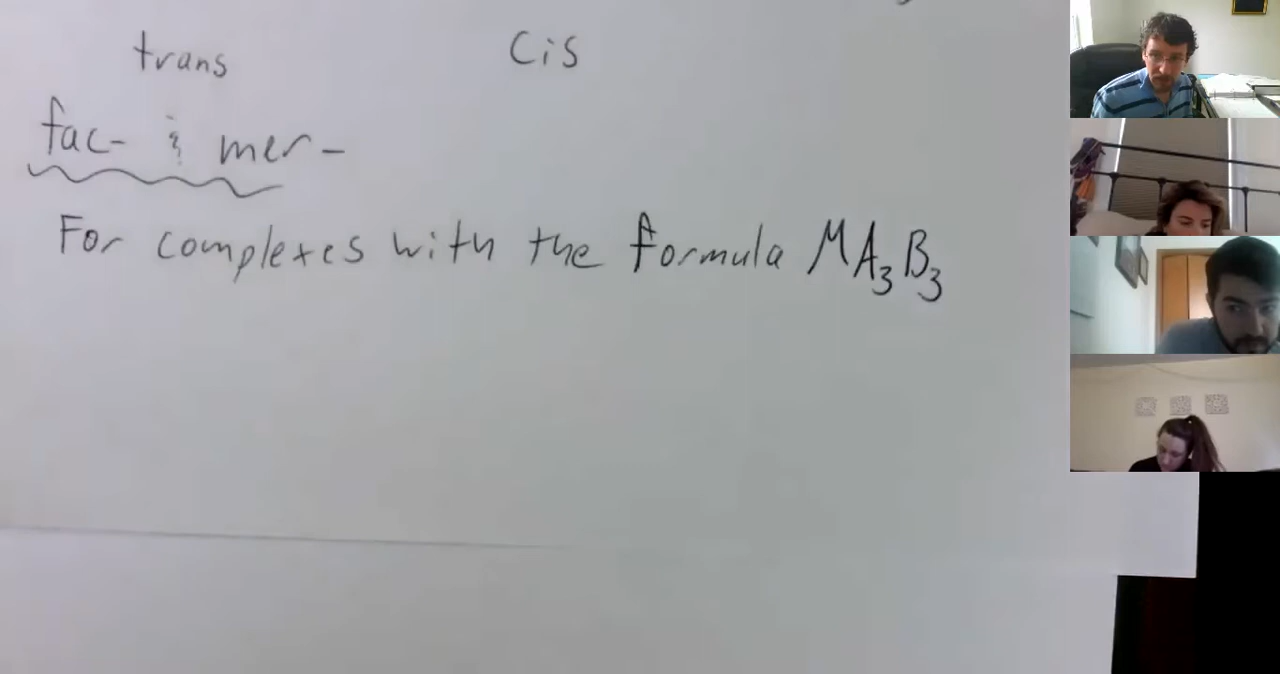 trans cis
fac- & mer-
For complexes with the formula MA₃B₃